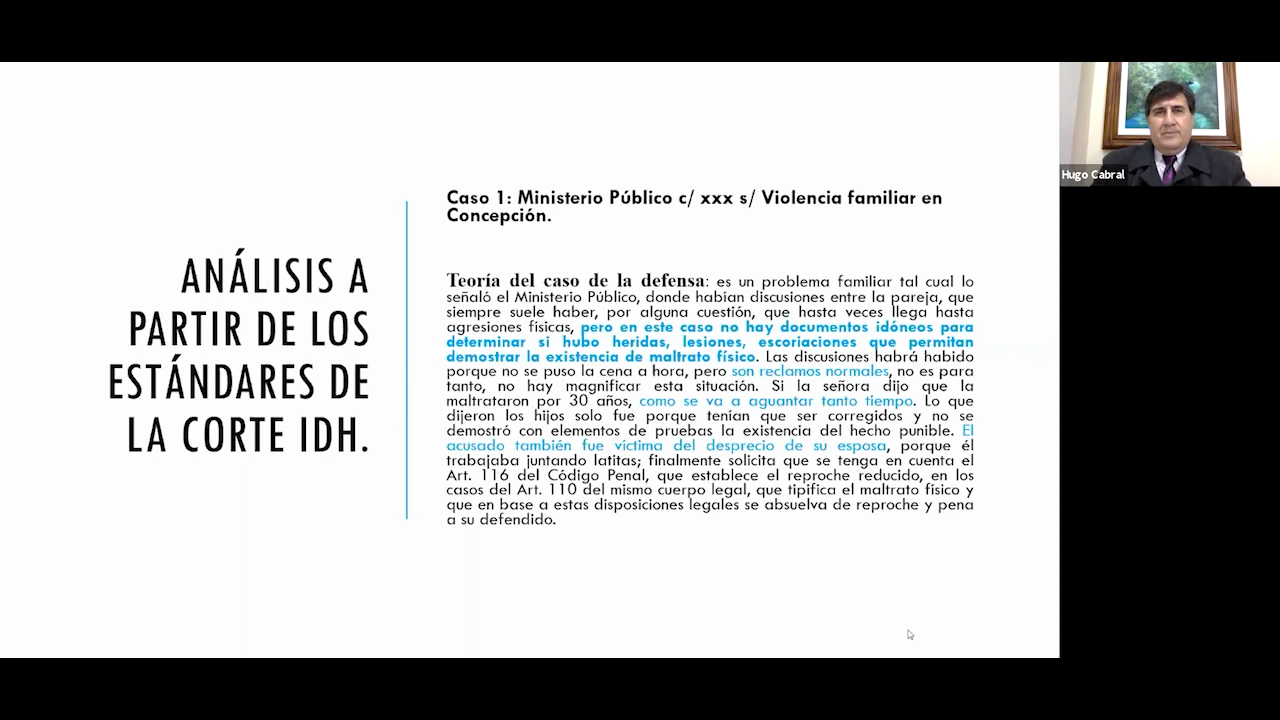 ANÁLISIS A
PARTIR DE LOS
ESTÁNDARES DE
LA CORTE IDH.
Caso 1: Ministerio Público c/ xxx s/ Violencia familiar en
Concepción.
Teoría del caso de la defensa: es un problema familiar tal cual lo
señaló el Ministerio Público, donde habían discusiones entre la pareja, que
siempre suele haber, por alguna cuestión, que hasta veces llega hasta
agresiones físicas, pero en este caso no hay documentos idóneos para
determinar si hubo heridas, lesiones, escoriaciones que permitan
demostrar la existencia de maltrato físico. Las discusiones habrá habido
porque no se puso la cena a hora, pero son reclamos normales, no es para
tanto, no hay magnificar esta situación. Si la señora dijo que la
maltrataron por 30 años, como se va a aguantar tanto tiempo. Lo que
dijeron los hijos solo fue porque tenían que ser corregidos y no se
demostró con elementos de pruebas la existencia del hecho punible. El
acusado también fue víctima del desprecio de su esposa, porque él
trabajaba juntando latitas; finalmente solicita que se tenga en cuenta el
Art. 116 del Código Penal, que establece el reproche reducido, en los
casos del Art. 110 del mismo cuerpo legal, que tipifica el maltrato físico y
que en base a estas disposiciones legales se absuelva de reproche y pena
a su defendido.
Hugo Cabral